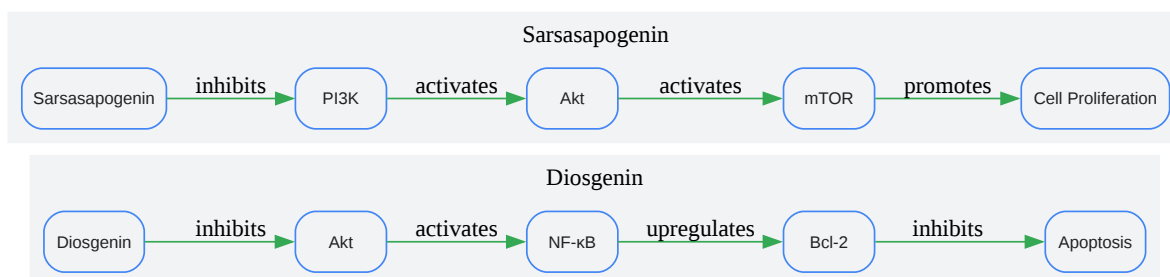 Sarsasapogenin
Sarsasapogenin inhibits PI3K activates Akt activates mTOR promotes Cell Proliferation
Diosgenin
Diosgenin inhibits Akt activates NF-κB upregulates Bcl-2 inhibits Apoptosis